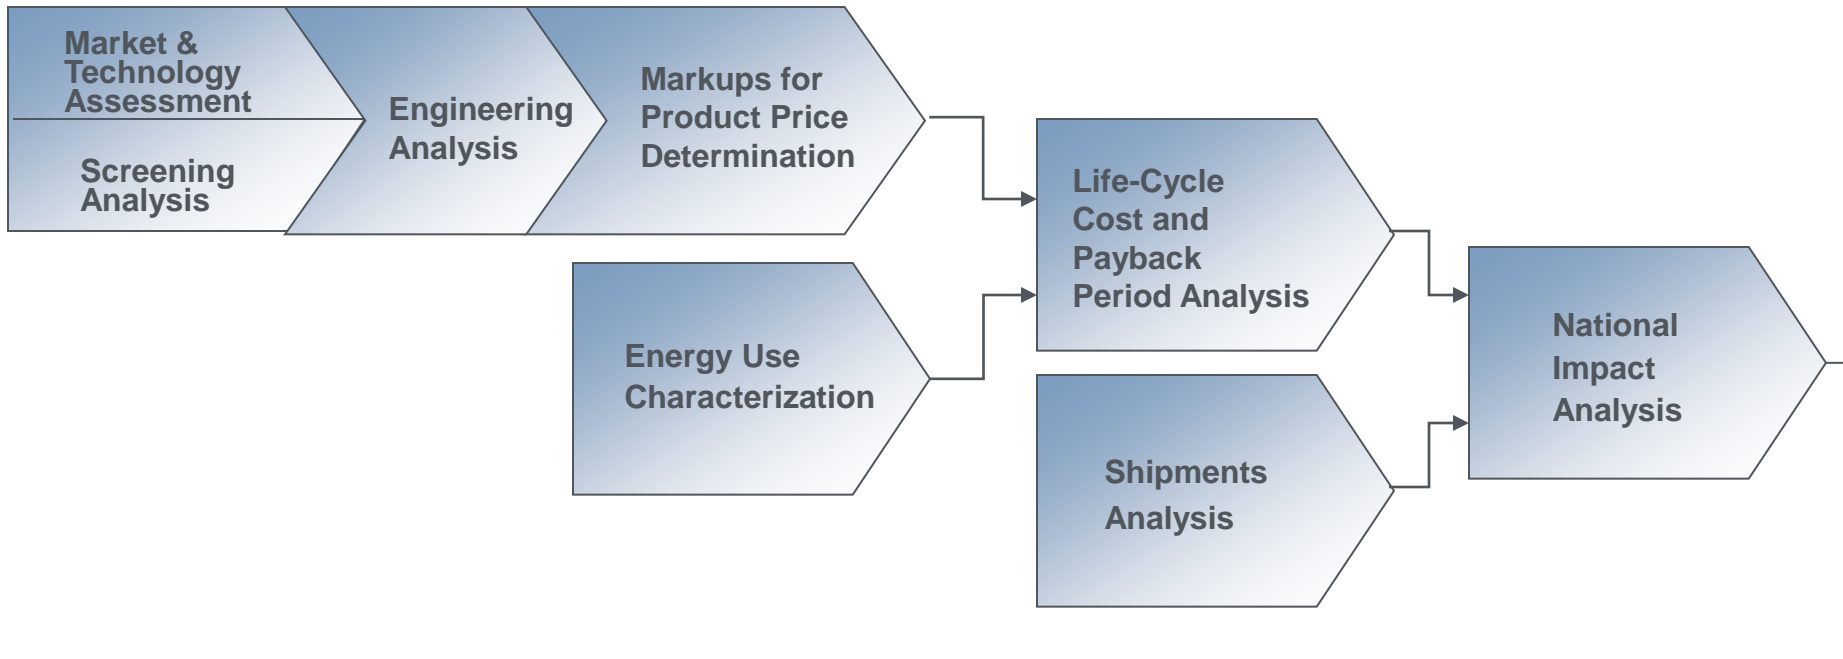 Market &
Technology
Assessment
Screening
Analysis
Engineering
Analysis
Markups for
Product Price
Determination
Energy Use
Characterization
Life-Cycle
Cost and
Payback
Period Analysis
Shipments
Analysis
National
Impact
Analysis